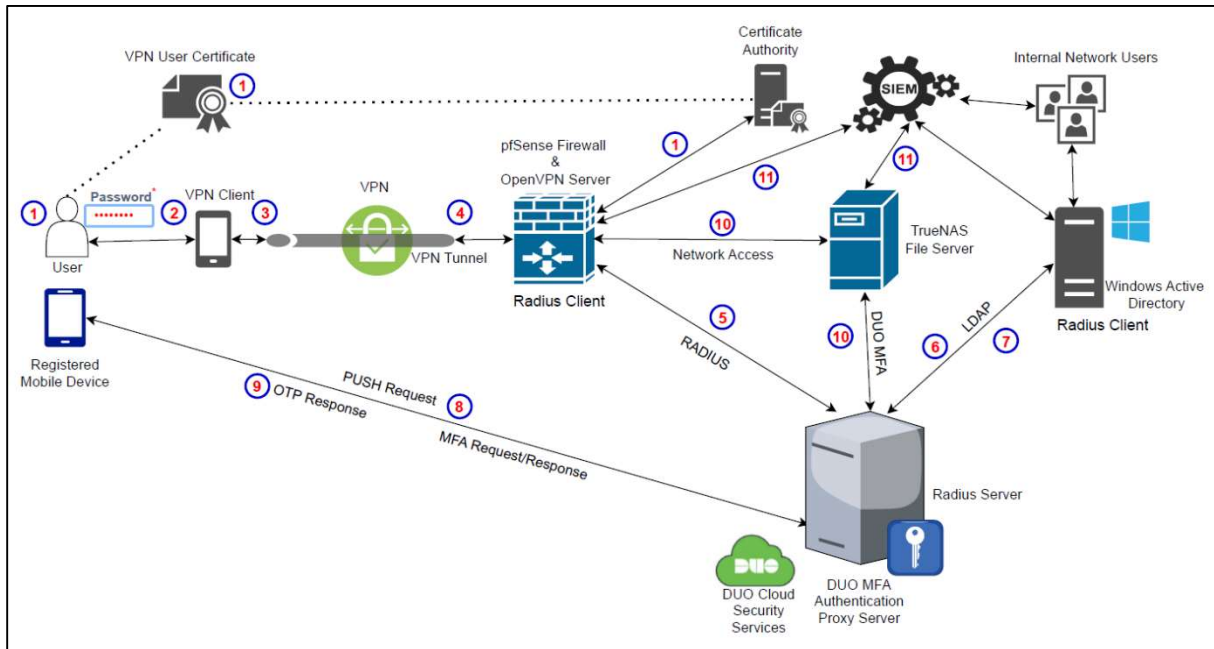 VPN User Certificate
1
Certificate
Authority
SIEM
Internal Network Users
pfSense Firewall
&
OpenVPN Server
1
11
11
1
Password*
2
VPN Client
3
VPN
4
VPN Tunnel
User
Radius Client
10
Network Access
TrueNAS
File Server
Windows Active
Directory
Radius Client
5
RADIUS
10
DUO MFA
6
LDAP
7
Registered
Mobile Device
9
OTP Response
PUSH Request
8
MFA Request/Response
Radius Server
DUO
DUO Cloud
Security
Services
DUO MFA
Authentication
Proxy Server